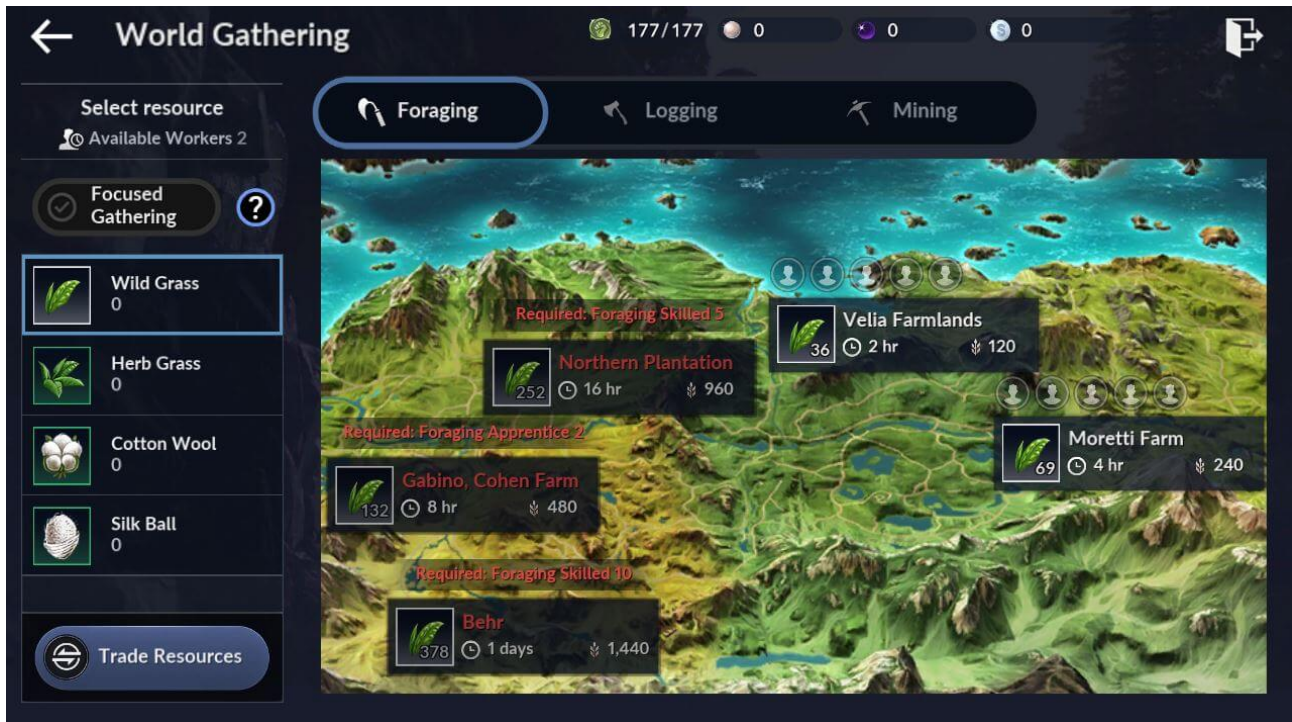 World Gathering
177/177
0
0
0
Select resource
Available Workers 2
Foraging
Logging
Mining
Focused
Gathering
?
Wild Grass
0
Herb Grass
0
Cotton Wool
0
Silk Ball
0
Trade Resources
Velia Farmlands
36
2 hr
120
Required: Foraging Skilled 5
Northern Plantation
252
16 hr
960
Moretti Farm
69
4 hr
240
Required: Foraging Apprentice 2
Gabino, Cohen Farm
132
8 hr
480
Required: Foraging Skilled 10
Behr
378
1 days
1,440